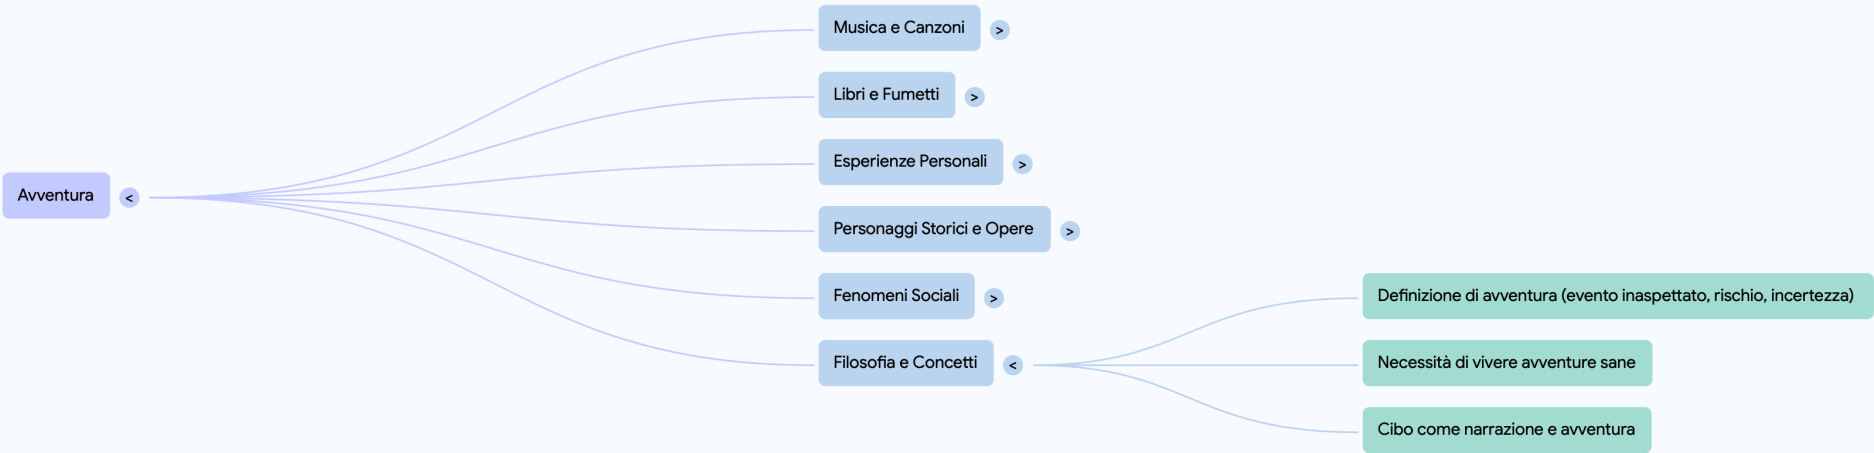 Avventura
<
Musica e Canzoni
>
Libri e Fumetti
>
Esperienze Personali
>
Personaggi Storici e Opere
>
Fenomeni Sociali
>
Filosofia e Concetti
<
Definizione di avventura (evento inaspettato, rischio, incertezza)
Necessità di vivere avventure sane
Cibo come narrazione e avventura